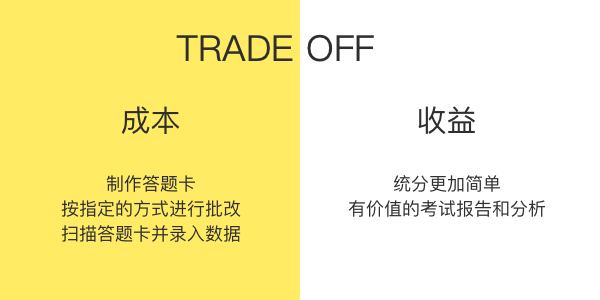 TRADE OFF
成本
制作答题卡
按指定的方式进行批改
扫描答题卡并录入数据
收益
统分更加简单
有价值的考试报告和分析